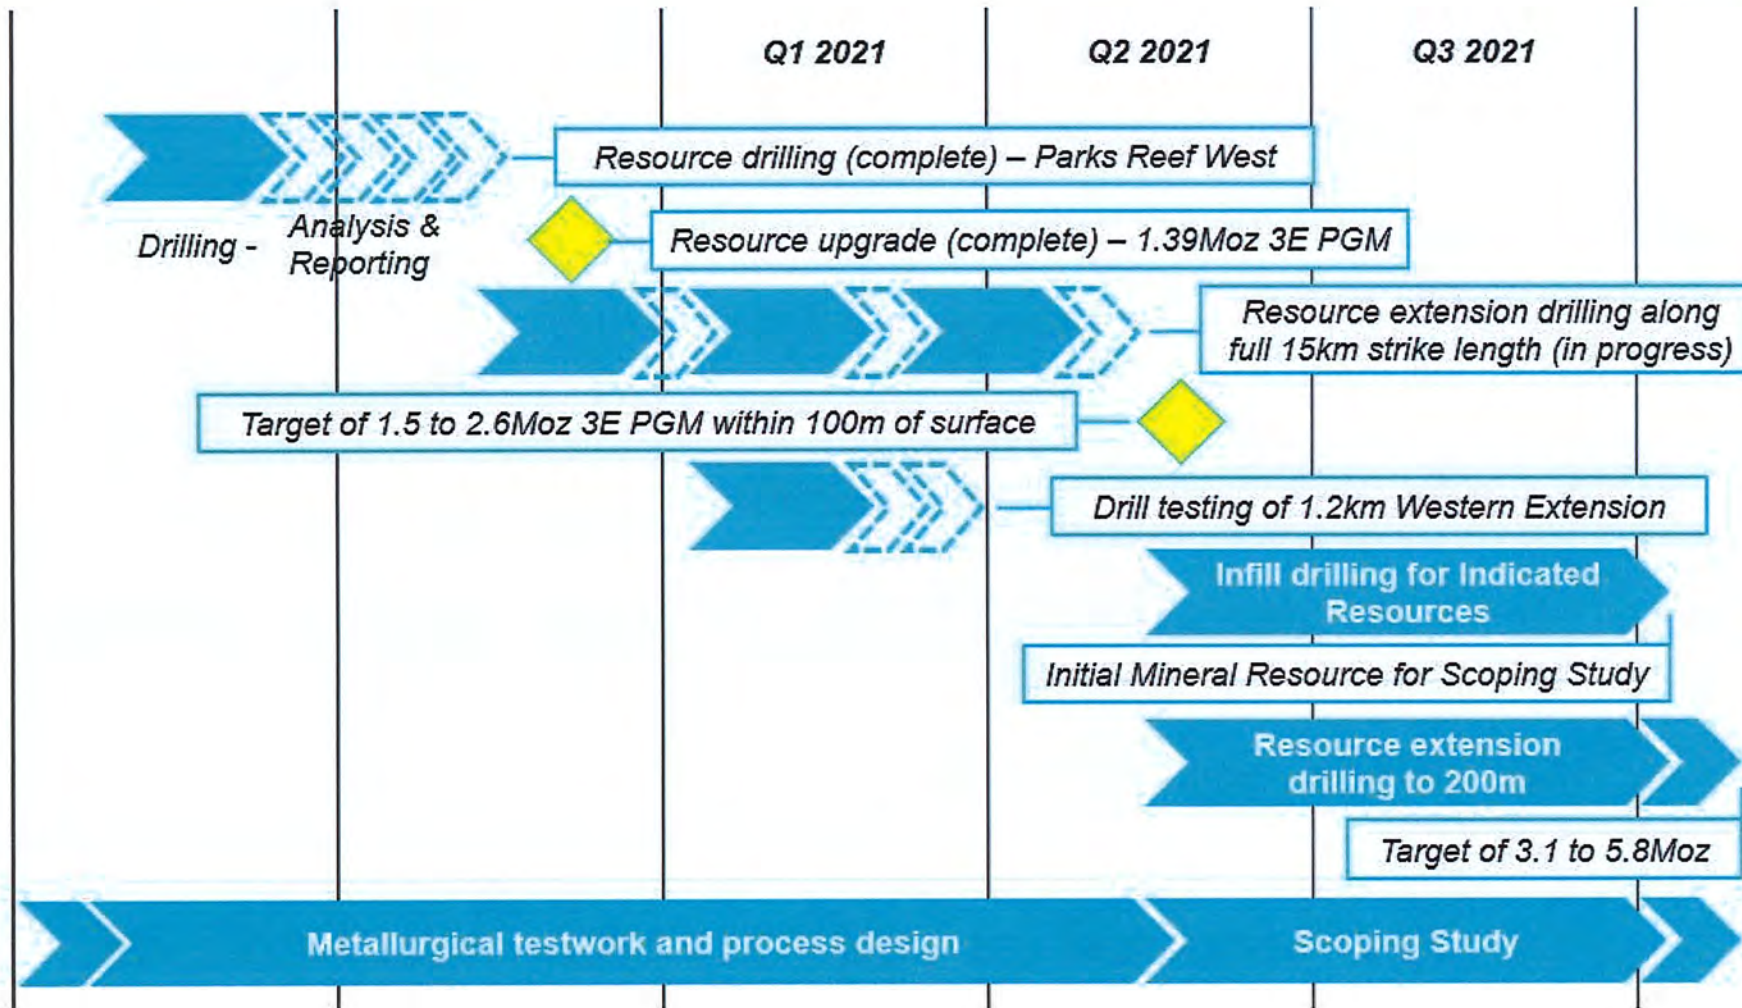 Q1 2021
Q2 2021
Q3 2021
Resource drilling (complete) – Parks Reef West
Drilling -
Analysis &
Reporting
Resource upgrade (complete) – 1.39Moz 3E PGM
Resource extension drilling along
full 15km strike length (in progress)
Target of 1.5 to 2.6Moz 3E PGM within 100m of surface
Drill testing of 1.2km Western Extension
Infill drilling for Indicated
Resources
Initial Mineral Resource for Scoping Study
Resource extension
drilling to 200m
Target of 3.1 to 5.8Moz
Metallurgical testwork and process design
Scoping Study